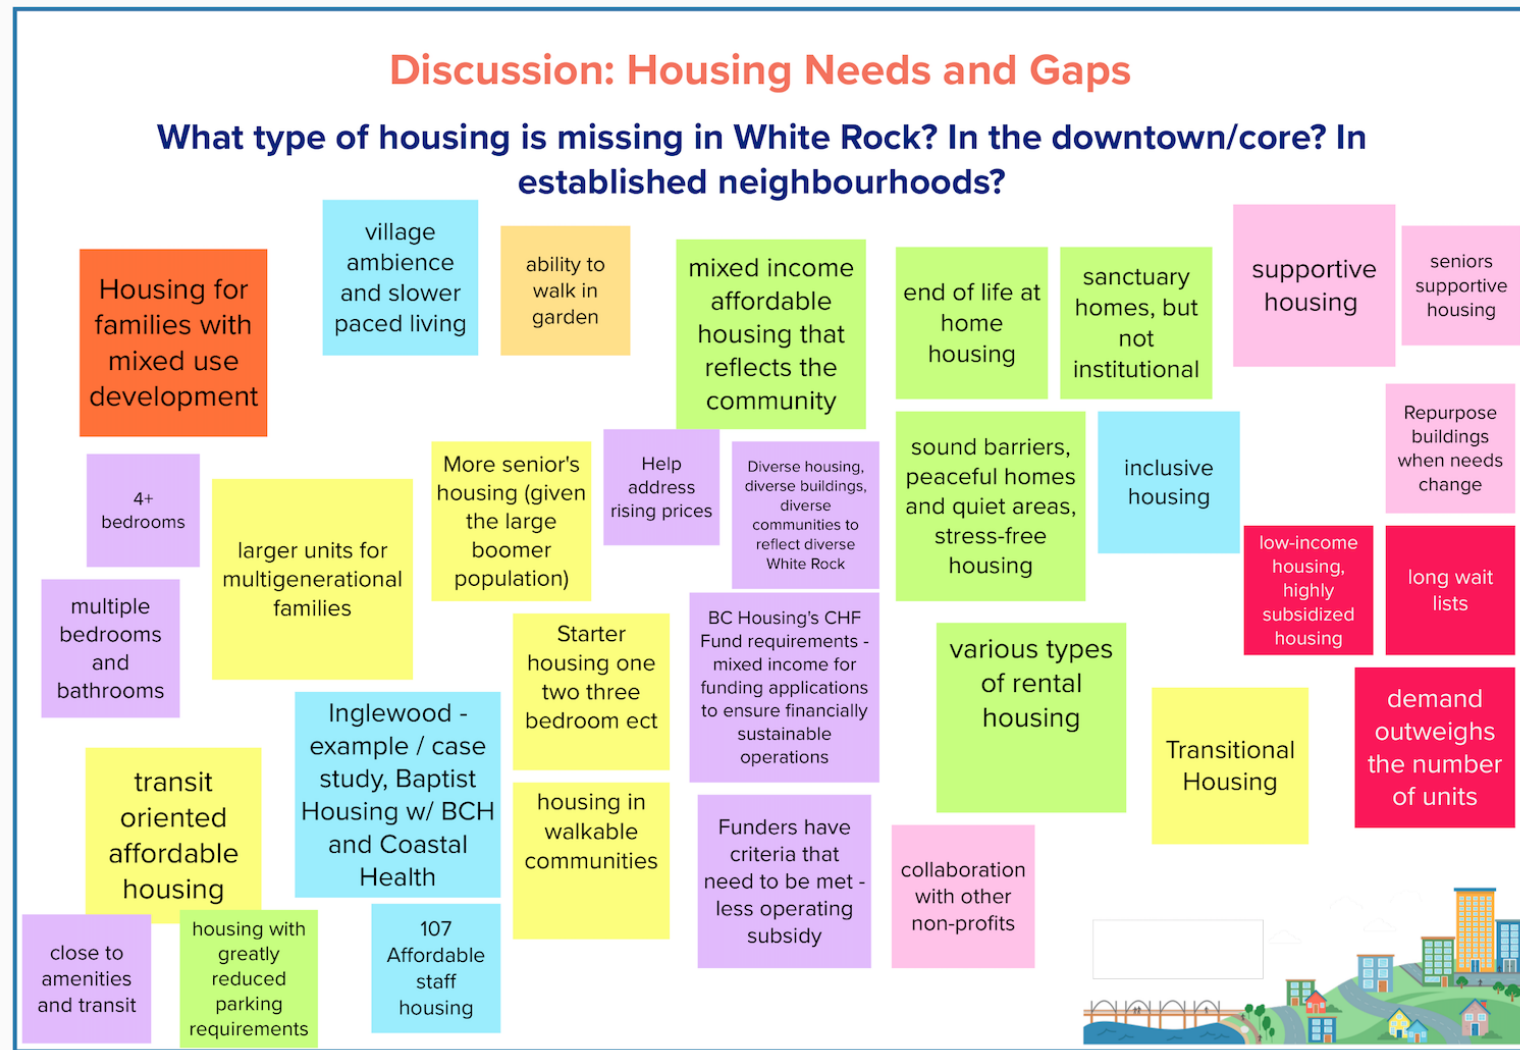 Discussion: Housing Needs and Gaps
What type of housing is missing in White Rock? In the downtown/core? In
established neighbourhoods?
Housing for
families with
mixed use
development
village
ambience
and slower
paced living
ability to
walk in
garden
mixed income
affordable
housing that
reflects the
community
end of life at
home
housing
sanctuary
homes, but
not
institutional
supportive
housing
seniors
supportive
housing
4+
bedrooms
larger units for
multigenerational
families
More senior's
housing (given
the large
boomer
population)
Help
address
rising prices
Diverse housing,
diverse buildings,
diverse
communities to
reflect diverse
White Rock
sound barriers,
peaceful homes
and quiet areas,
stress-free
housing
inclusive
housing
Repurpose
buildings
when needs
change
low-income
housing,
highly
subsidized
housing
long wait
lists
multiple
bedrooms
and
bathrooms
Starter
housing one
two three
bedroom ect
BC Housing's CHF
Fund requirements -
mixed income for
funding applications
to ensure financially
sustainable
operations
various types
of rental
housing
Transitional
Housing
demand
outweighs
the number
of units
transit
oriented
affordable
housing
Inglewood -
example / case
study, Baptist
Housing w/ BCH
and Coastal
Health
housing in
walkable
communities
Funders have
criteria that
need to be met -
less operating
subsidy
collaboration
with other
non-profits
close to
amenities
and transit
housing with
greatly
reduced
parking
requirements
107
Affordable
staff
housing